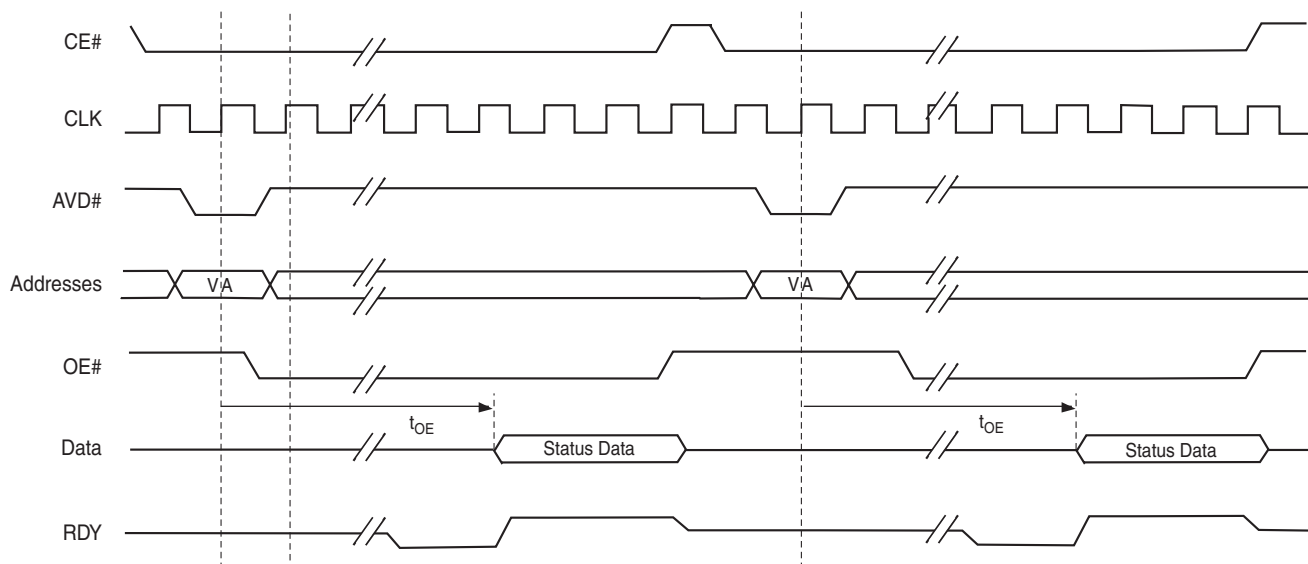 CE#
CLK
AVD#
Addresses
VA
VA
OE#
tOE
tOE
Data
Status Data
Status Data
RDY